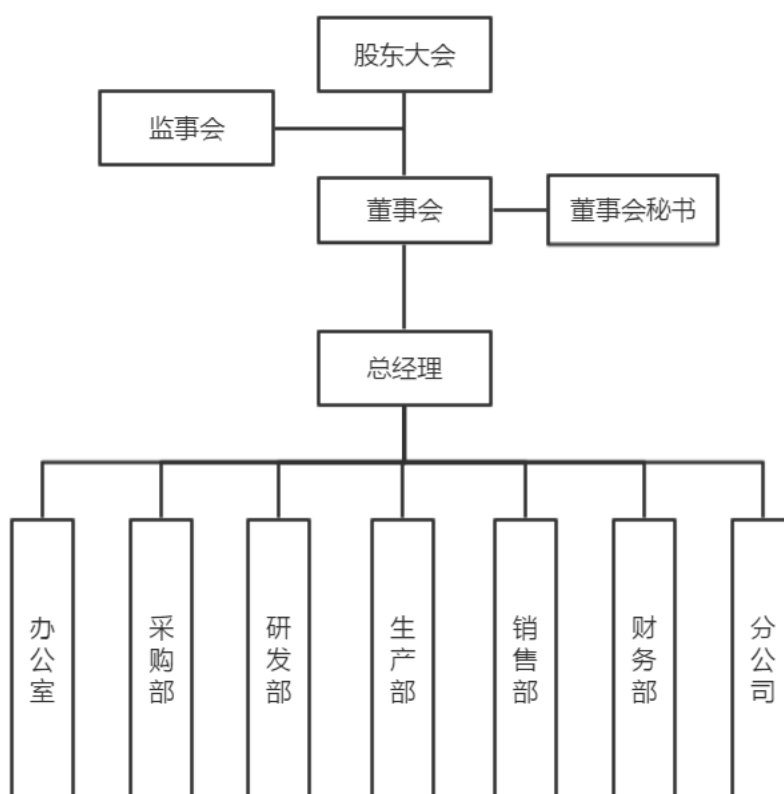 股东大会
监事会
董事会
董事会秘书
总经理
办公室
采购部
研发部
生产部
销售部
财务部
分公司